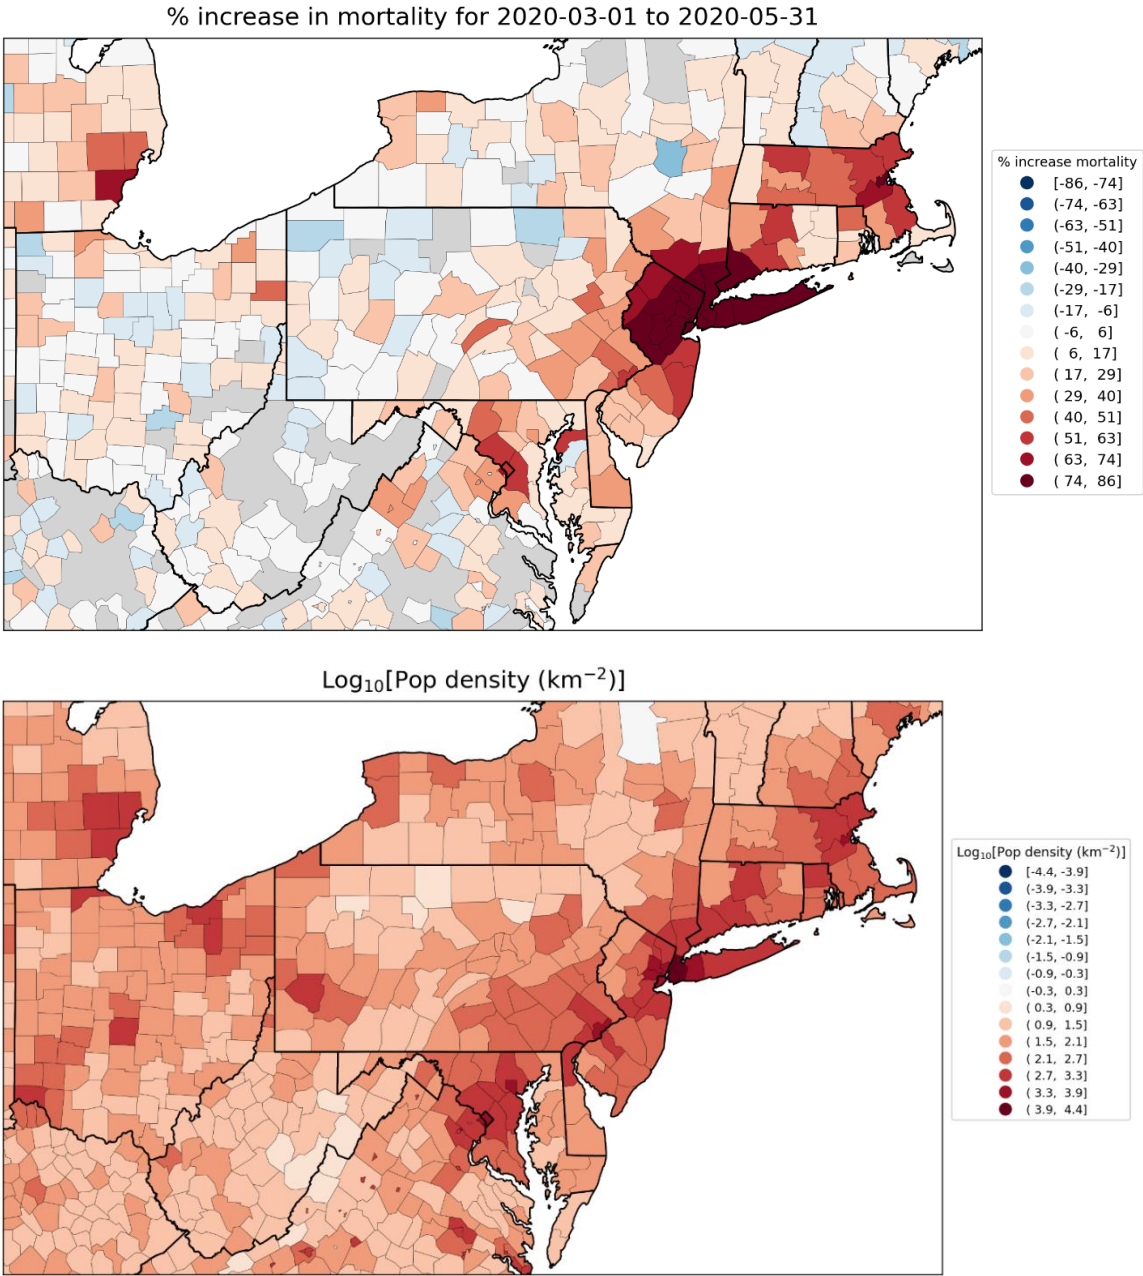 % increase in mortality for 2020-03-01 to 2020-05-31
% increase mortality
[-86, -74]
(-74, -63]
(-63, -51]
(-51, -40]
(-40, -29]
(-29, -17]
(-17, -6]
( -6, 6]
( 6, 17]
( 17, 29]
( 29, 40]
( 40, 51]
( 51, 63]
( 63, 74]
( 74, 86]
Log₁₀[Pop density (km⁻²)]
Log₁₀[Pop density (km⁻²)]
[-4.4, -3.9]
(-3.9, -3.3]
(-3.3, -2.7]
(-2.7, -2.1]
(-2.1, -1.5]
(-1.5, -0.9]
(-0.9, -0.3]
(-0.3, 0.3]
( 0.3, 0.9]
( 0.9, 1.5]
( 1.5, 2.1]
( 2.1, 2.7]
( 2.7, 3.3]
( 3.3, 3.9]
( 3.9, 4.4]